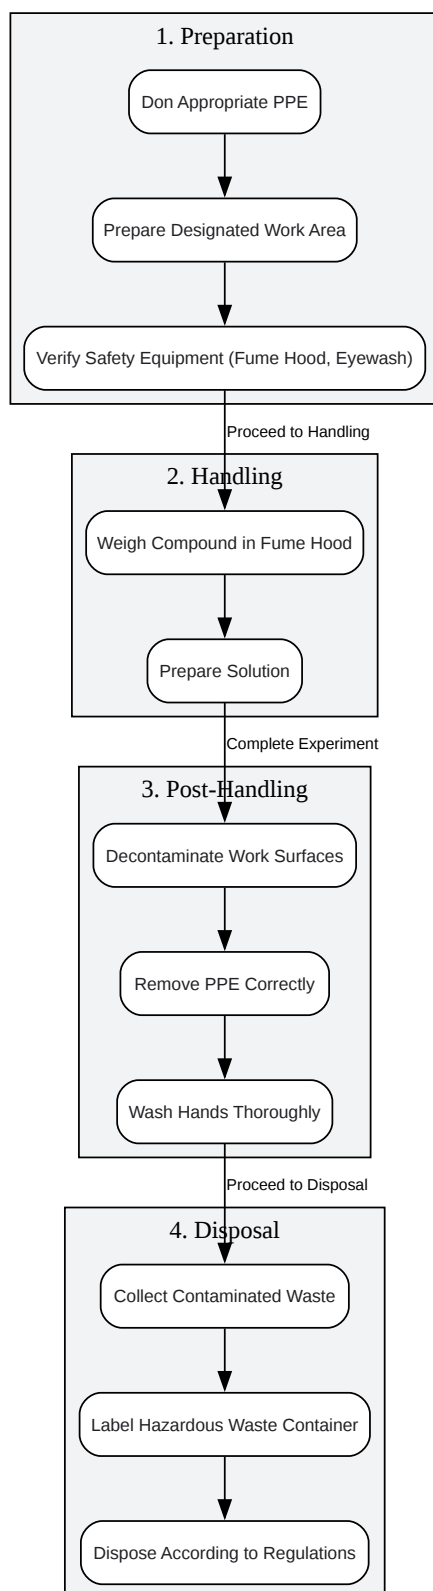 1. Preparation
Don Appropriate PPE
Prepare Designated Work Area
Verify Safety Equipment (Fume Hood, Eyewash)
Proceed to Handling
2. Handling
Weigh Compound in Fume Hood
Prepare Solution
Complete Experiment
3. Post-Handling
Decontaminate Work Surfaces
Remove PPE Correctly
Wash Hands Thoroughly
Proceed to Disposal
4. Disposal
Collect Contaminated Waste
Label Hazardous Waste Container
Dispose According to Regulations